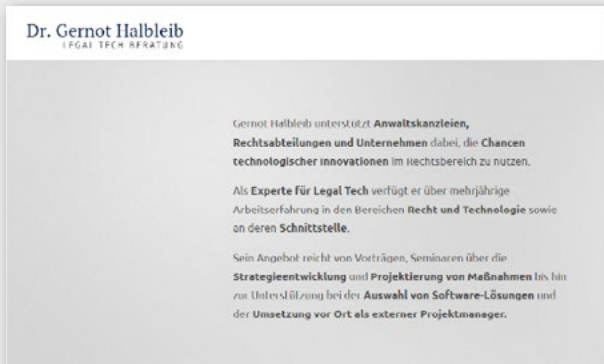 Dr. Gernot Halbleib
LEGAL TECH BERATUNG
Gernot Halbleib unterstützt Anwaltskanzleien,
Rechtsabteilungen und Unternehmen dabei, die Chancen
technologischer Innovationen im Rechtsbereich zu nutzen.
Als Experte für Legal Tech verfügt er über mehrjährige
Arbeitserfahrung in den Bereichen Recht und Technologie sowie
an deren Schnittstelle.
Sein Angebot reicht von Vorträgen, Seminaren über die
Strategieentwicklung und Projektierung von Maßnahmen bis hin
zur Unterstützung bei der Auswahl von Software-Lösungen und
der Umsetzung vor Ort als externer Projektmanager.